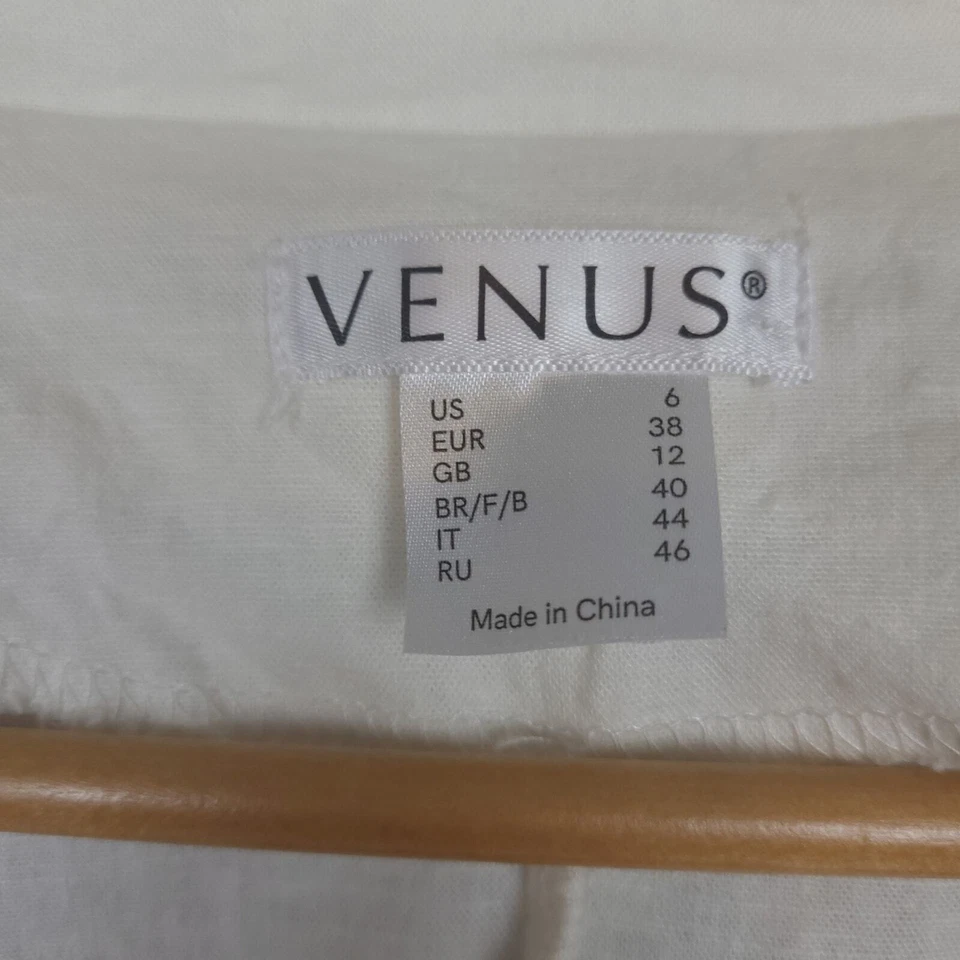 VENUS®
US 6
EUR 38
GB 12
BR/F/B 40
IT 44
RU 46
Made in China